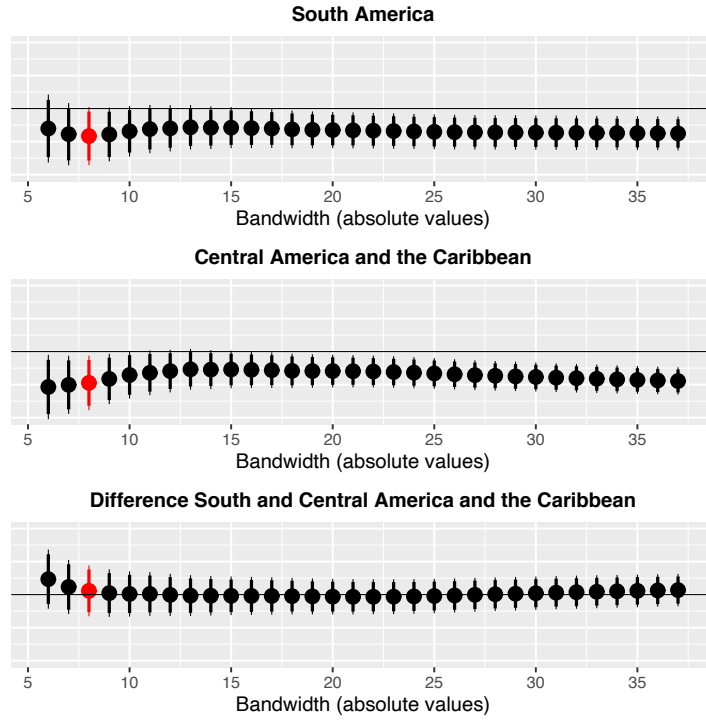 South America
5 10 15 20 25 30 35
Bandwidth (absolute values)
Central America and the Caribbean
5 10 15 20 25 30 35
Bandwidth (absolute values)
Difference South and Central America and the Caribbean
5 10 15 20 25 30 35
Bandwidth (absolute values)